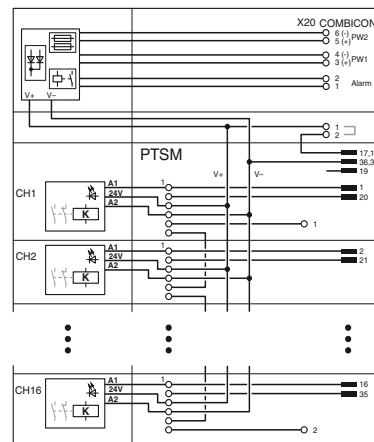 X20 COMBICON
6 (-) PW2
5 (+)
4 (-) PW1
3 (+)
2
1 Alarm
V+ V-
1
2
PTSM
17,1
36,3
19
V+ V-
CH1
A1
24V
A2
K
1
1
20
1
CH2
A1
24V
A2
K
1
2
21
CH16
A1
24V
A2
K
1
16
35
2